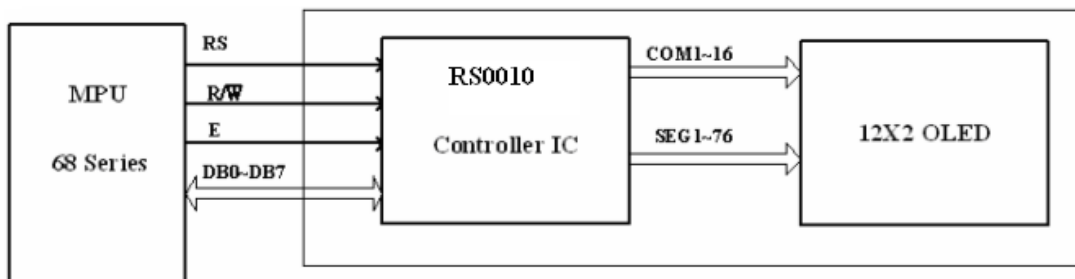 MPU
68 Series
RS
R/W̅
E
DB0~DB7
RS0010
Controller IC
COM1~16
SEG1~76
12X2 OLED